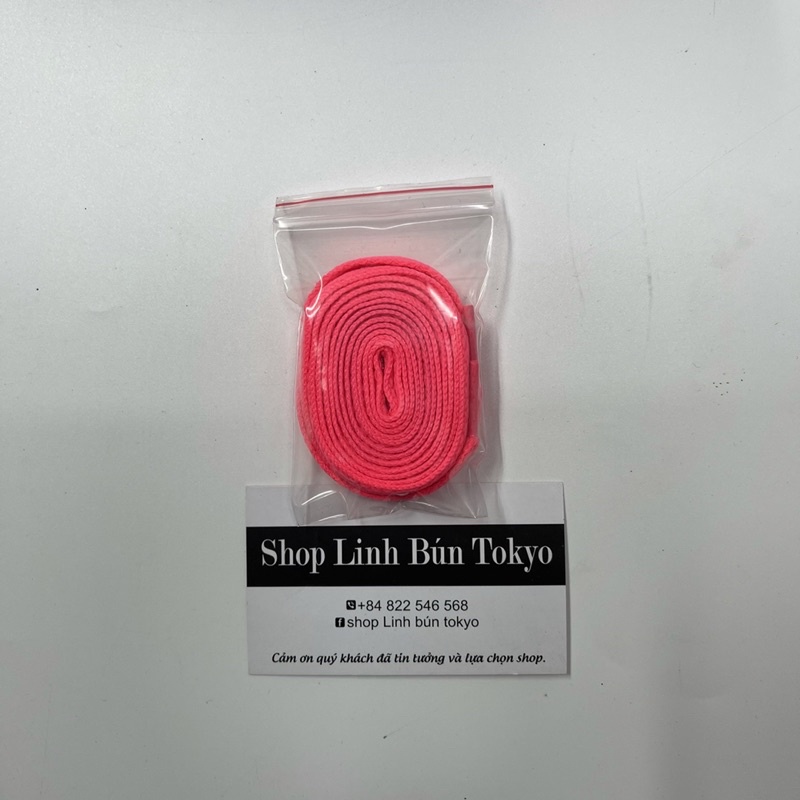 Shop Linh Bún Tokyo
+84 822 546 568
shop Linh bún tokyo
Cảm ơn quý khách đã tin tưởng và lựa chọn shop.